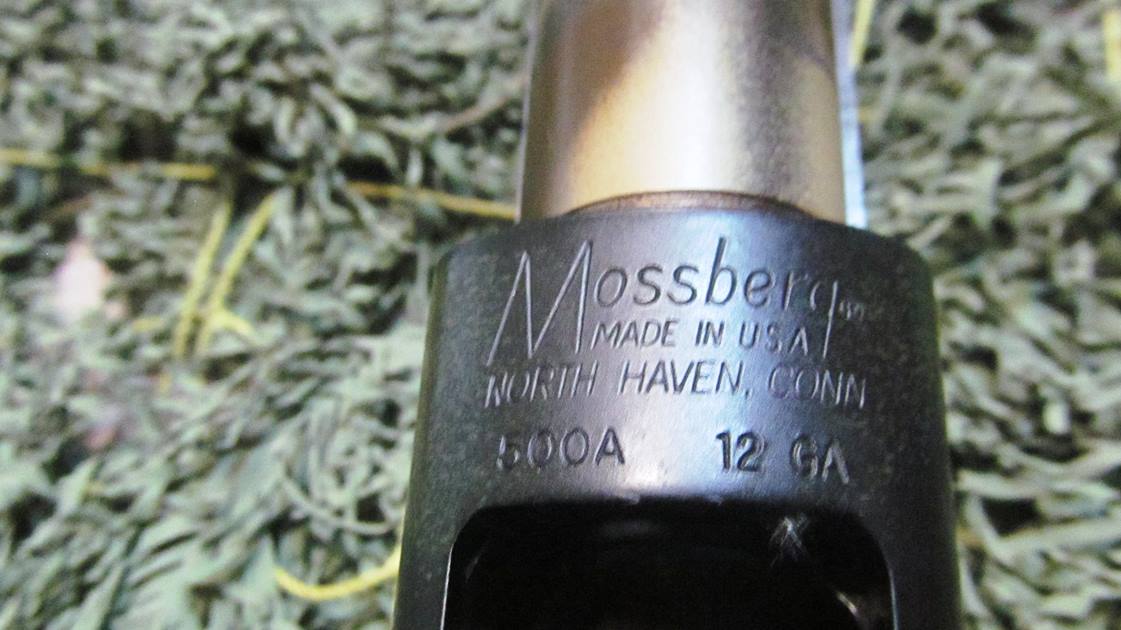 Mossberg
MADE IN U.S.A
NORTH HAVEN, CONN
500A 12 GA